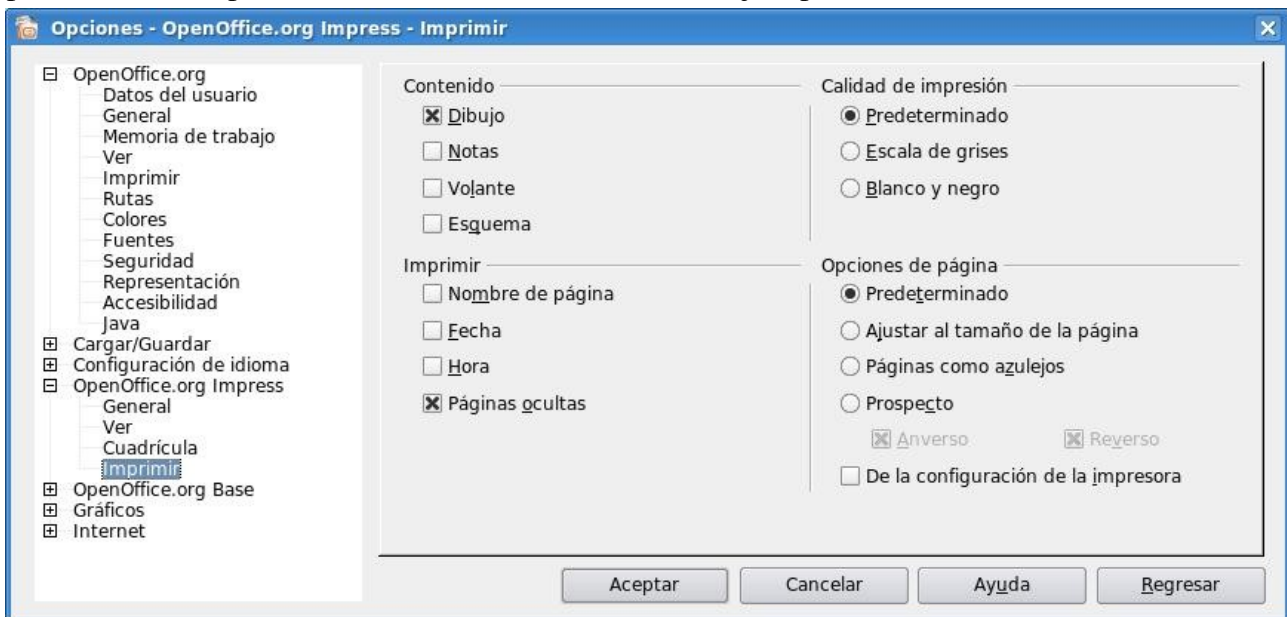 Opciones - OpenOffice.org Impress - Imprimir
OpenOffice.org
Datos del usuario
General
Memoria de trabajo
Ver
Imprimir
Rutas
Colores
Fuentes
Seguridad
Representación
Accesibilidad
Java
Cargar/Guardar
Configuración de idioma
OpenOffice.org Impress
General
Ver
Cuadrícula
Imprimir
OpenOffice.org Base
Gráficos
Internet
Contenido
Dibujo
Notas
Volante
Esquema
Calidad de impresión
Predeterminado
Escala de grises
Blanco y negro
Imprimir
Nombre de página
Fecha
Hora
Páginas ocultas
Opciones de página
Predeterminado
Ajustar al tamaño de la página
Páginas como azulejos
Prospecto
Anverso Reverso
De la configuración de la impresora
Aceptar Cancelar Ayuda Regresar